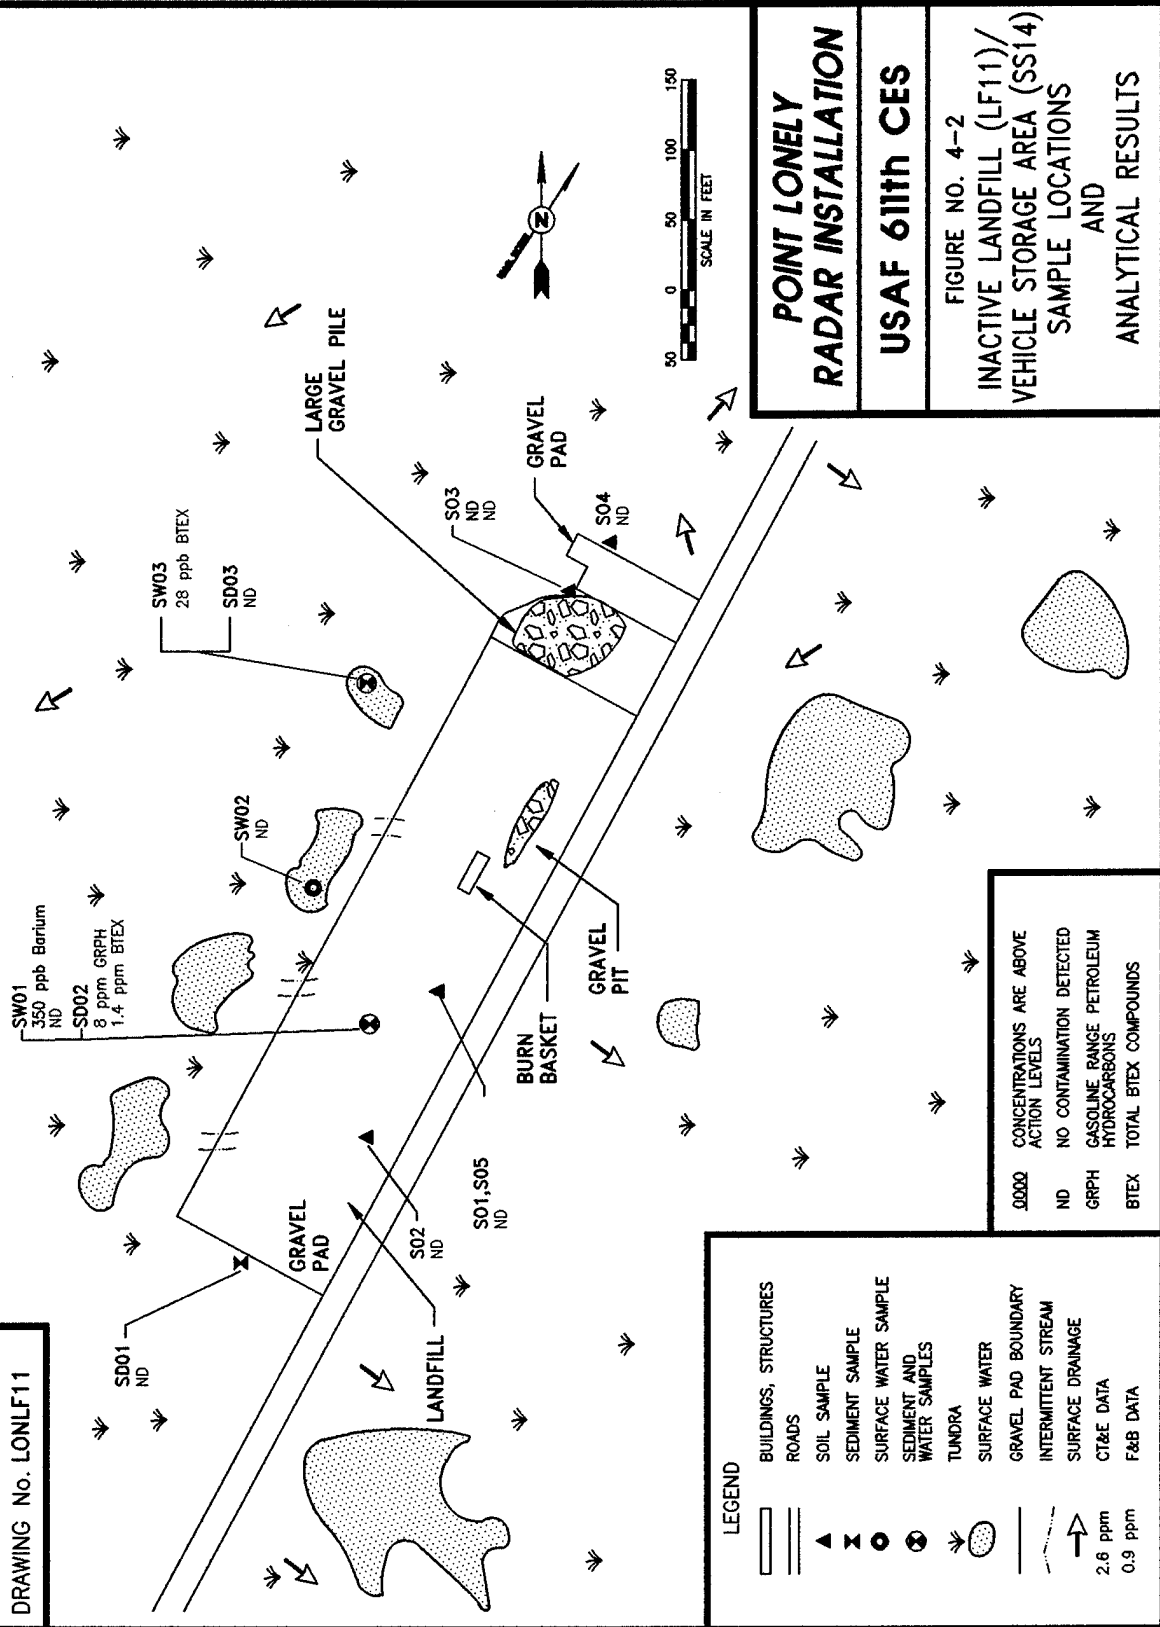 DRAWING No. LONLF11
SW01
350 ppb Barium
ND
SD02
8 ppm GRPH
1.4 ppm BTEX
SW03
28 ppb BTEX
SD03
ND
SW02
ND
SD01
ND
LARGE
GRAVEL PILE
S03
ND
ND
GRAVEL
PAD
S04
ND
GRAVEL
PAD
S02
ND
S01,S05
ND
LANDFILL
BURN
BASKET
GRAVEL
PIT
N
50 0 50 100 150
SCALE IN FEET
LEGEND
BUILDINGS, STRUCTURES
ROADS
SOIL SAMPLE
SEDIMENT SAMPLE
SURFACE WATER SAMPLE
SEDIMENT AND
WATER SAMPLES
TUNDRA
SURFACE WATER
GRAVEL PAD BOUNDARY
INTERMITTENT STREAM
SURFACE DRAINAGE
2.6 ppm CT&E DATA
0.9 ppm F&B DATA
0000 CONCENTRATIONS ARE ABOVE
ACTION LEVELS
ND NO CONTAMINATION DETECTED
GRPH GASOLINE RANGE PETROLEUM
HYDROCARBONS
BTEX TOTAL BTEX COMPOUNDS
POINT LONELY
RADAR INSTALLATION
USAF 611th CES
FIGURE NO. 4-2
INACTIVE LANDFILL (LF11)/
VEHICLE STORAGE AREA (SS14)
SAMPLE LOCATIONS
AND
ANALYTICAL RESULTS